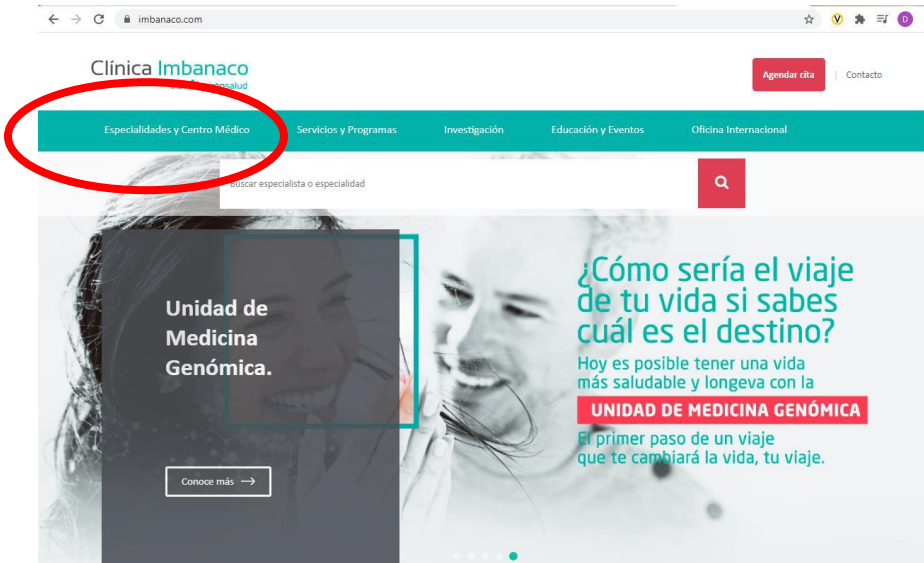 imbanaco.com
D
Clínica Imbanaco
Agendar cita
Contacto
Especialidades y Centro Médico
Servicios y Programas
Investigación
Educación y Eventos
Oficina Internacional
Buscar especialista o especialidad
Unidad de
Medicina
Genómica.
Conoce más
¿Cómo sería el viaje
de tu vida si sabes
cuál es el destino?
Hoy es posible tener una vida
más saludable y longeva con la
UNIDAD DE MEDICINA GENÓMICA
El primer paso de un viaje
que te cambiará la vida, tu viaje.